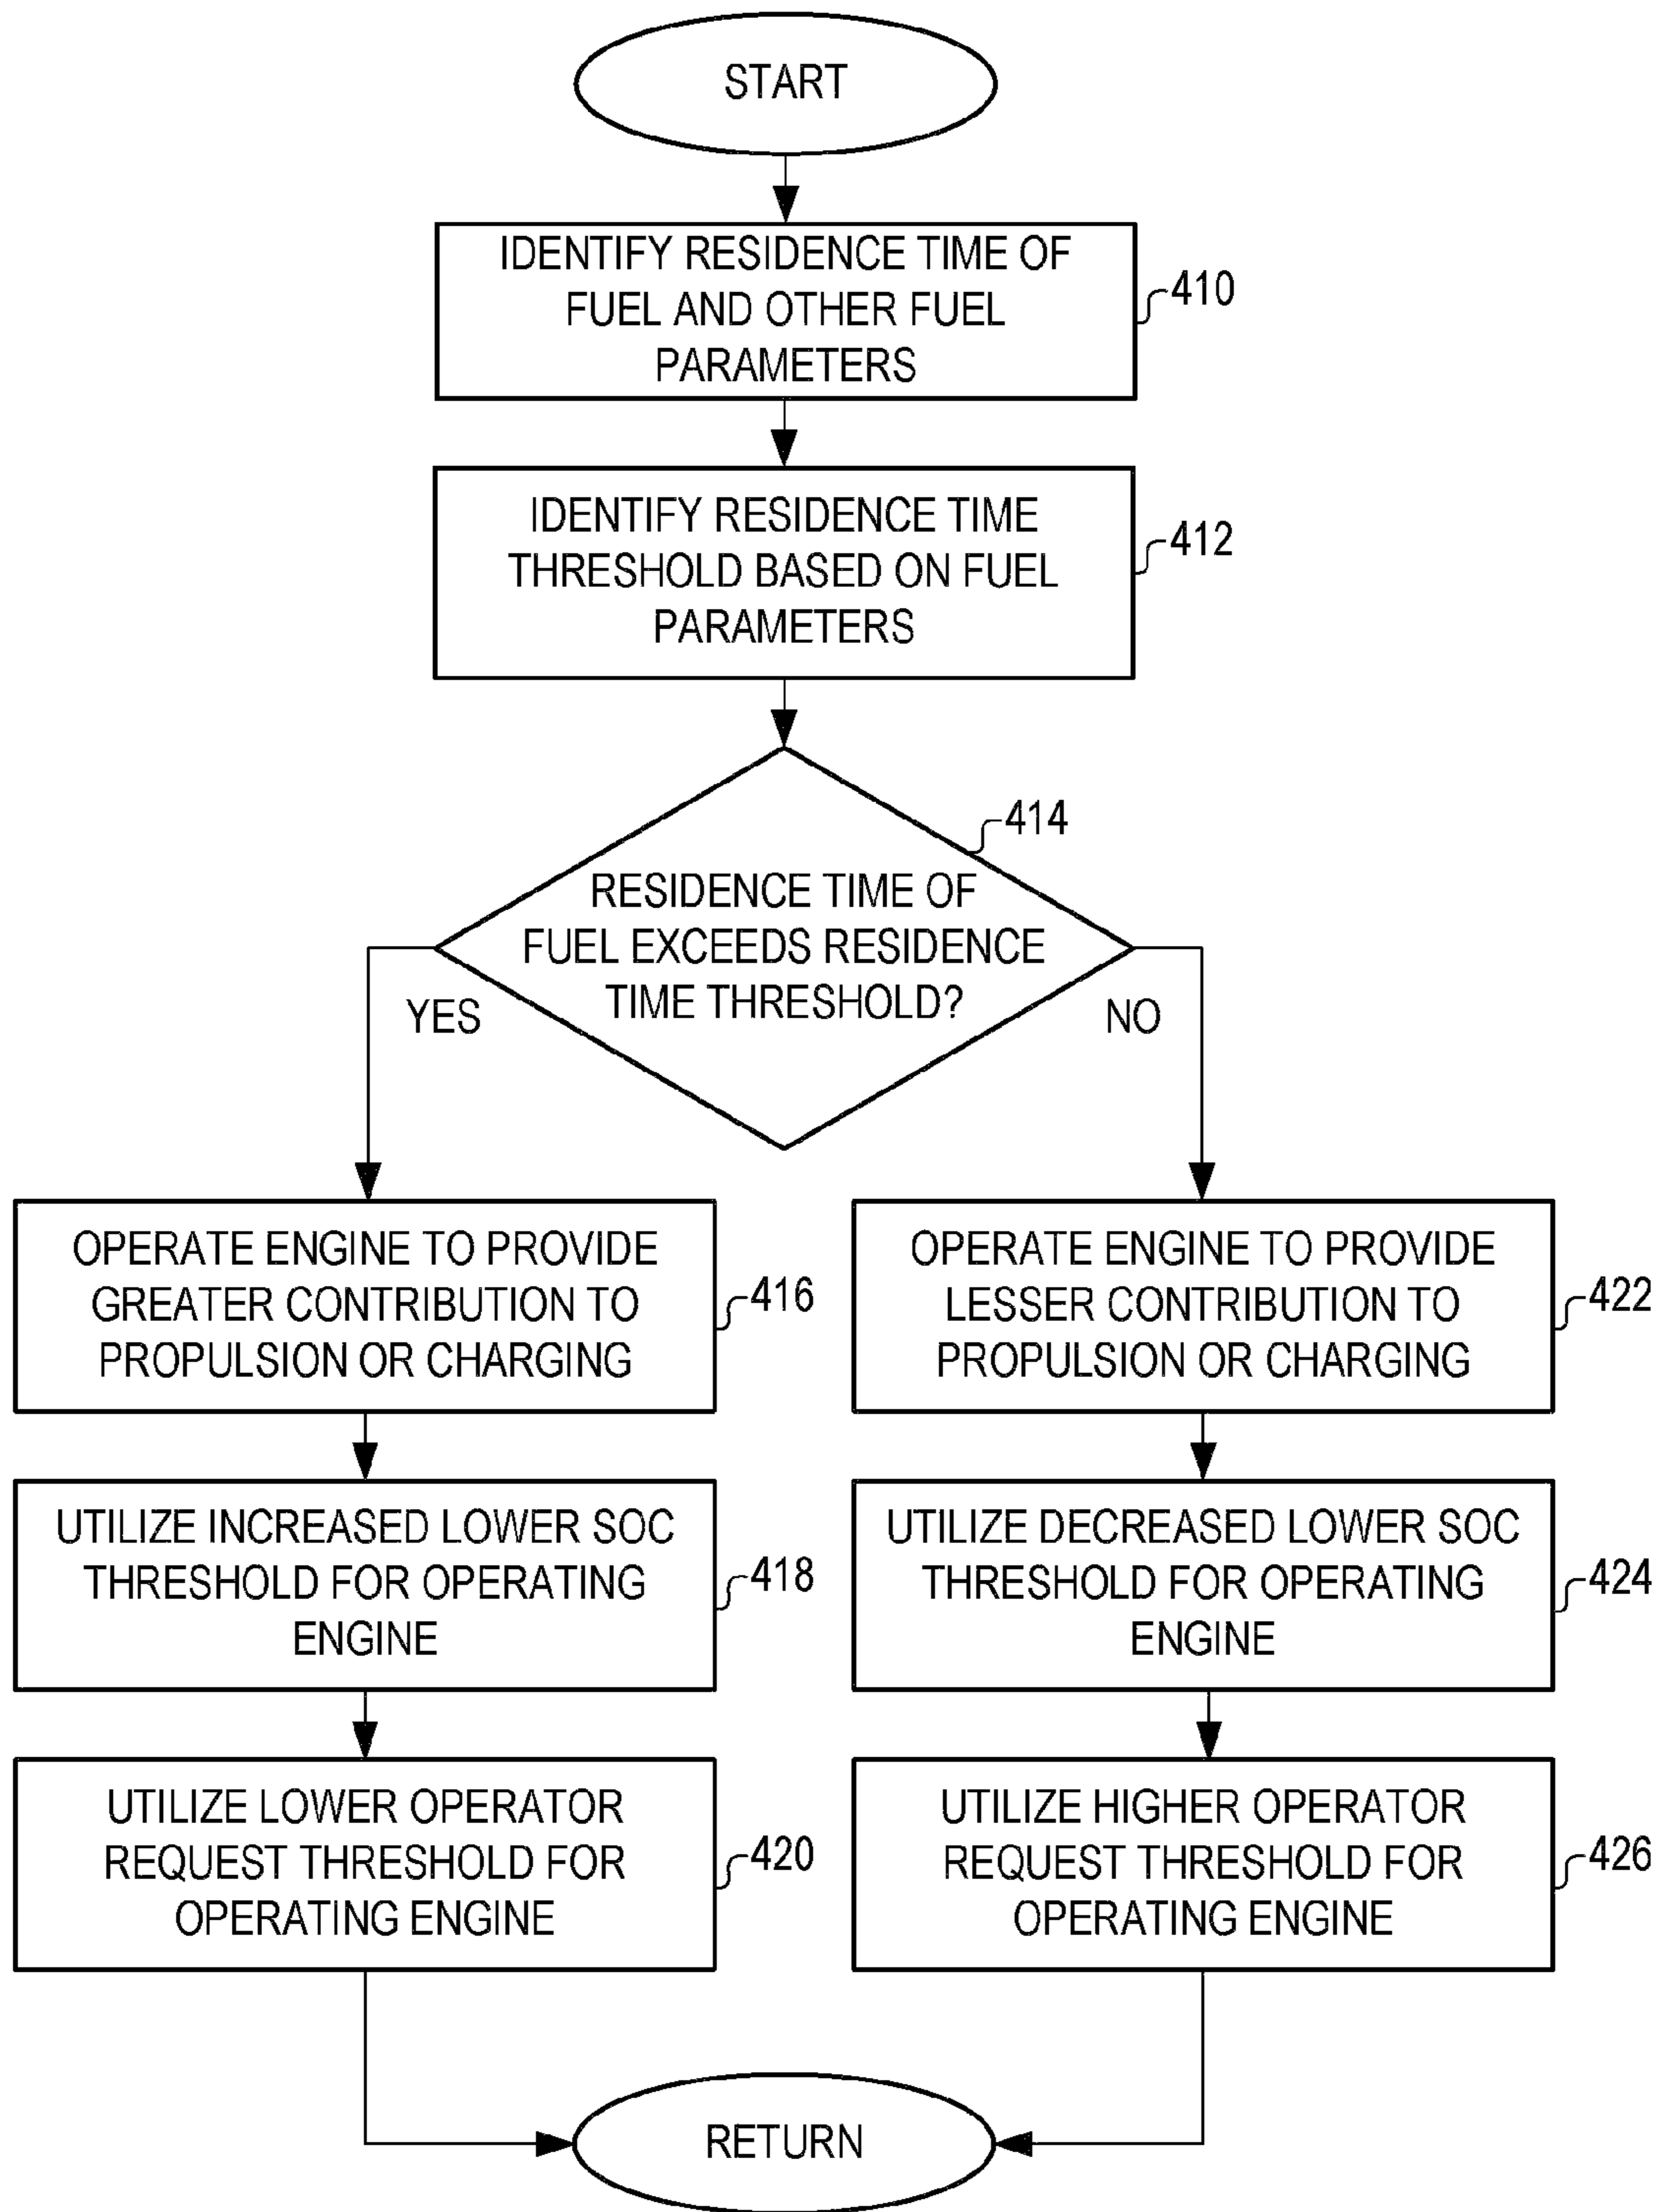 START
IDENTIFY RESIDENCE TIME OF
FUEL AND OTHER FUEL
PARAMETERS
410
IDENTIFY RESIDENCE TIME
THRESHOLD BASED ON FUEL
PARAMETERS
412
414
RESIDENCE TIME OF
FUEL EXCEEDS RESIDENCE
TIME THRESHOLD?
YES
NO
OPERATE ENGINE TO PROVIDE
GREATER CONTRIBUTION TO
PROPULSION OR CHARGING
416
UTILIZE INCREASED LOWER SOC
THRESHOLD FOR OPERATING
ENGINE
418
UTILIZE LOWER OPERATOR
REQUEST THRESHOLD FOR
OPERATING ENGINE
420
OPERATE ENGINE TO PROVIDE
LESSER CONTRIBUTION TO
PROPULSION OR CHARGING
422
UTILIZE DECREASED LOWER SOC
THRESHOLD FOR OPERATING
ENGINE
424
UTILIZE HIGHER OPERATOR
REQUEST THRESHOLD FOR
OPERATING ENGINE
426
RETURN